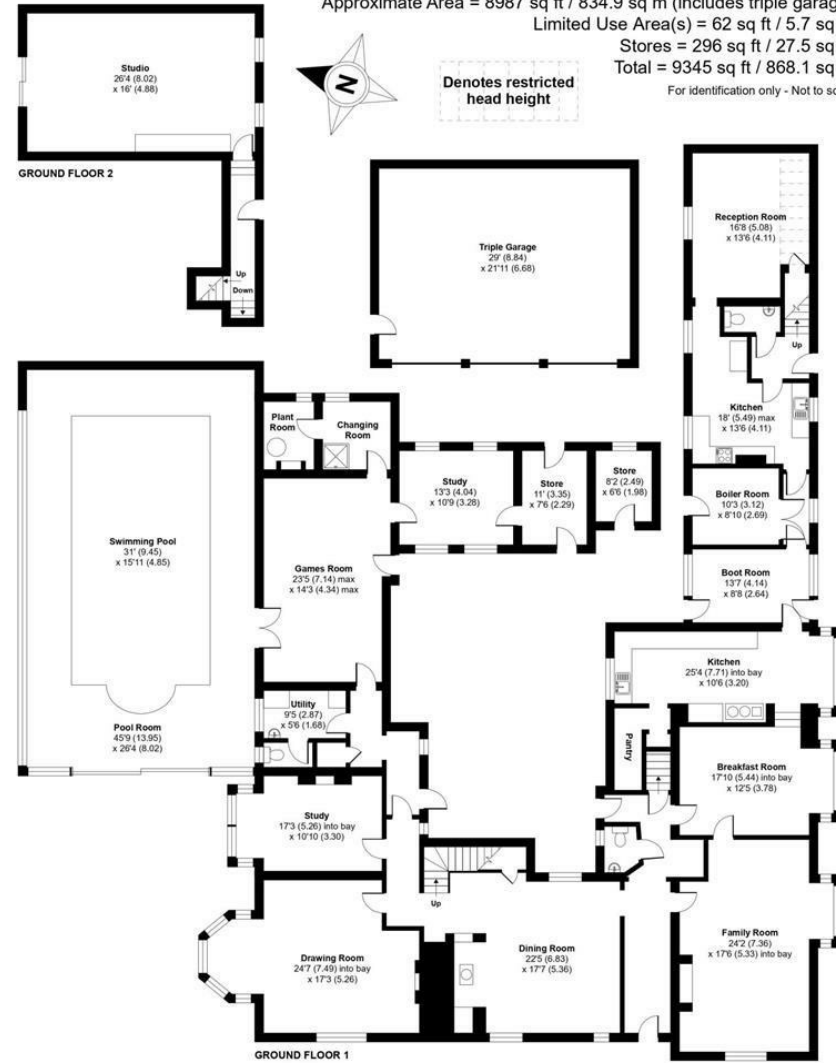 Approximate Area = 8987 sq ft / 834.9 sq m (includes triple garag
Limited Use Area(s) = 62 sq ft / 5.7 sq
Stores = 296 sq ft / 27.5 sq
Total = 9345 sq ft / 868.1 sq
For identification only - Not to sc
Denotes restricted
head height
N
Studio
26'4 (8.02)
x 16' (4.88)
GROUND FLOOR 2
Up
Down
Triple Garage
29' (8.84)
x 21'11 (6.68)
Reception Room
16'8 (5.08)
x 13'6 (4.11)
Up
Kitchen
18' (5.49) max
x 13'6 (4.11)
Plant
Room
Changing
Room
Study
13'3 (4.04)
x 10'9 (3.28)
Store
11' (3.35)
x 7'6 (2.29)
Store
8'2 (2.49)
x 6'6 (1.98)
Boiler Room
10'3 (3.12)
x 8'10 (2.69)
Swimming Pool
31' (9.45)
x 15'11 (4.85)
Games Room
23'5 (7.14) max
x 14'3 (4.34) max
Boot Room
13'7 (4.14)
x 8'8 (2.64)
Kitchen
25'4 (7.71) into bay
x 10'6 (3.20)
Utility
9'5 (2.87)
x 5'6 (1.68)
Pool Room
45'9 (13.95)
x 26'4 (8.02)
Pantry
Breakfast Room
17'10 (5.44) into bay
x 12'5 (3.78)
Study
17'3 (5.26) into bay
x 10'10 (3.30)
Up
Drawing Room
24'7 (7.49) into bay
x 17'3 (5.26)
Dining Room
22'5 (6.83)
x 17'7 (5.36)
Family Room
24'2 (7.36)
x 17'6 (5.33) into bay
GROUND FLOOR 1